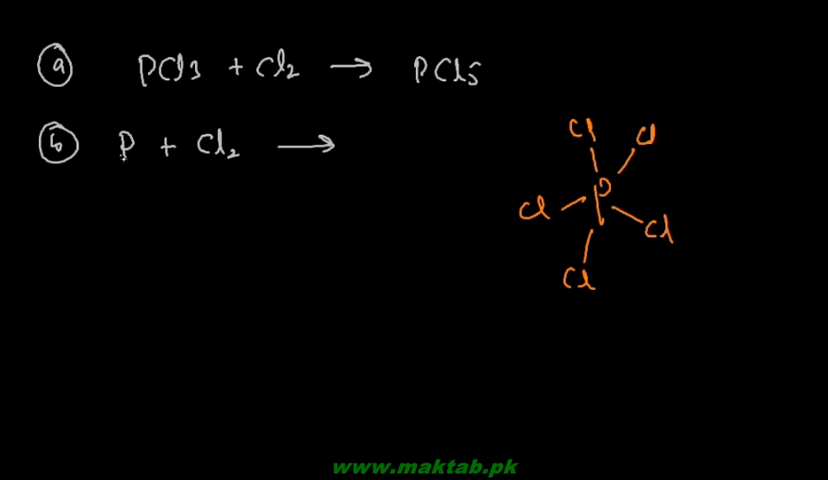 a PCl3 + Cl2 → PCl5
b P + Cl2 →
Cl Cl
P
Cl Cl
Cl
www.maktab.pk